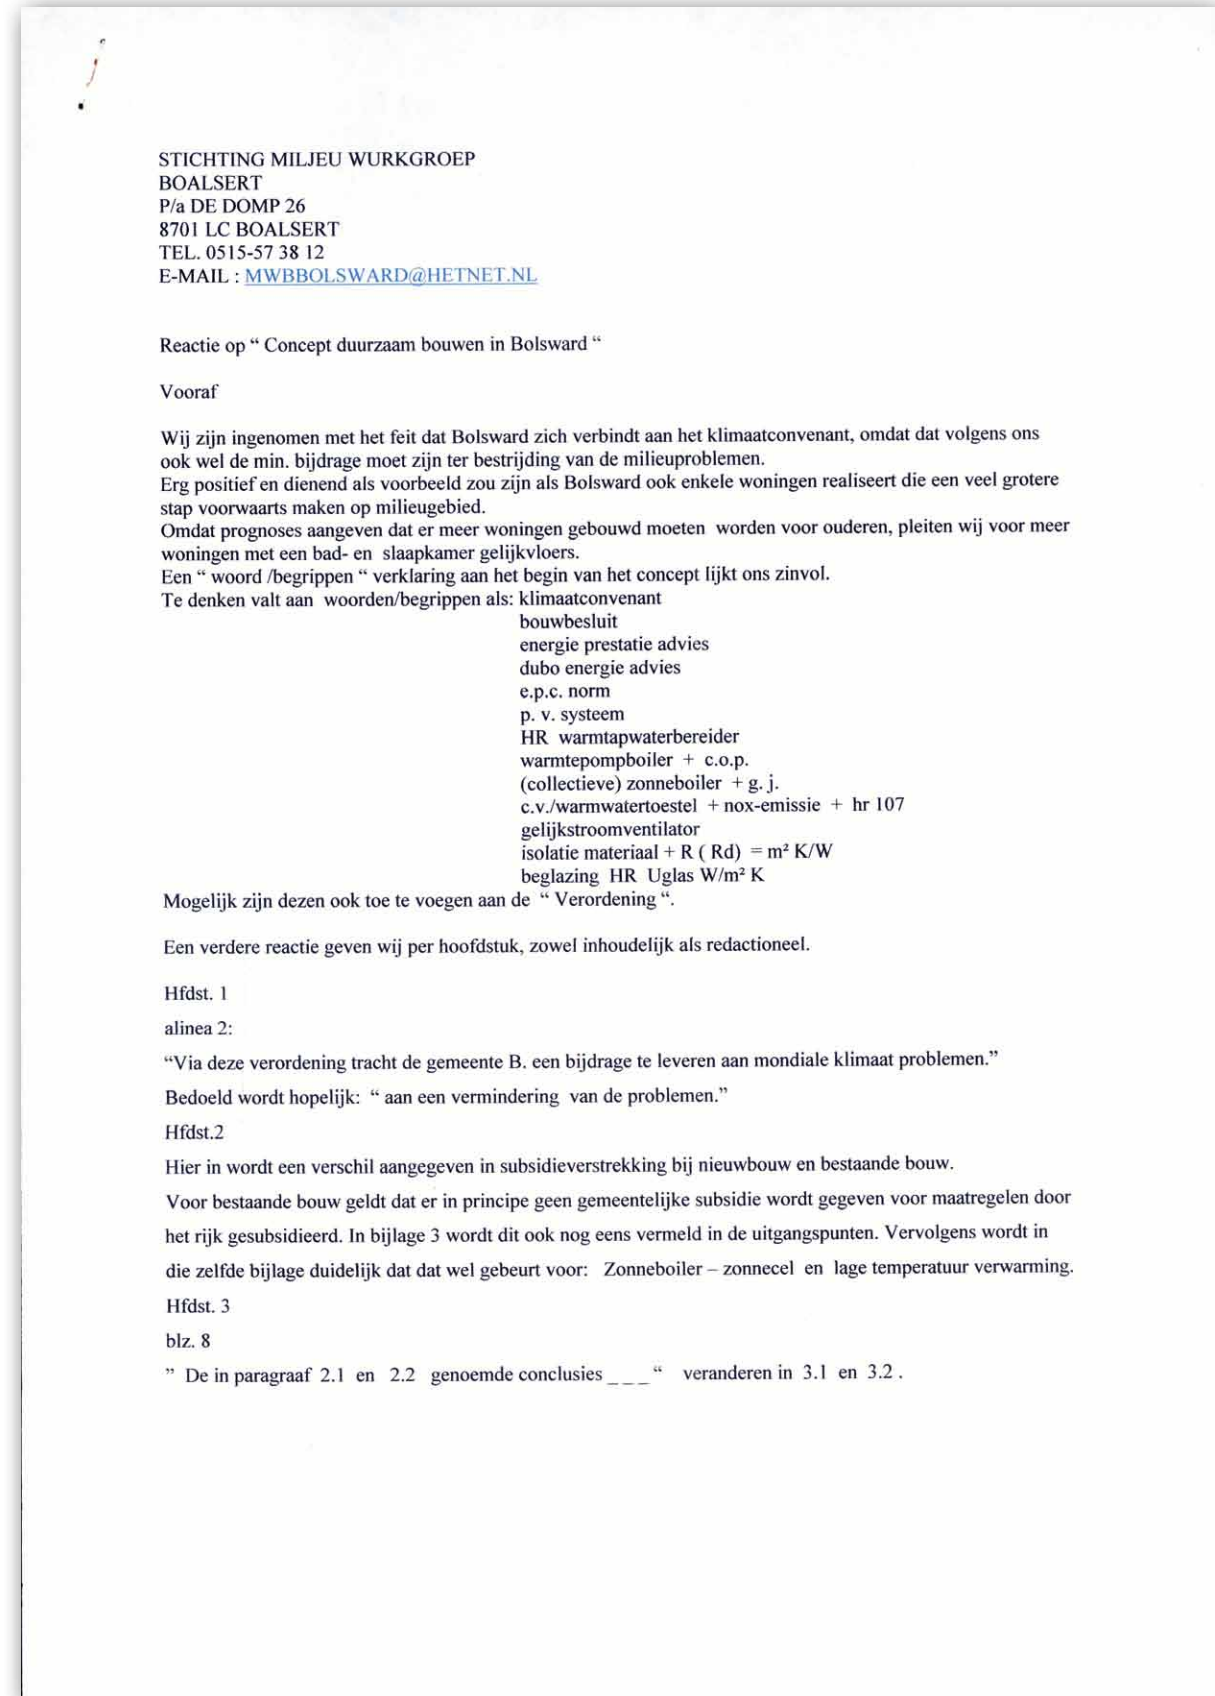 STICHTING MILJEU WURKGROEP
BOALSERT
P/a DE DOMP 26
8701 LC BOALSERT
TEL. 0515-57 38 12
E-MAIL : MWBBOLSWARD@HETNET.NL
Reactie op “ Concept duurzaam bouwen in Bolsward “
Vooraf
Wij zijn ingenomen met het feit dat Bolsward zich verbindt aan het klimaatconvenant, omdat dat volgens ons
ook wel de min. bijdrage moet zijn ter bestrijding van de milieuproblemen.
Erg positief en dienend als voorbeeld zou zijn als Bolsward ook enkele woningen realiseert die een veel grotere
stap voorwaarts maken op milieugebied.
Omdat prognoses aangeven dat er meer woningen gebouwd moeten  worden voor ouderen, pleiten wij voor meer
woningen met een bad- en  slaapkamer gelijkvloers.
Een “ woord /begrippen “ verklaring aan het begin van het concept lijkt ons zinvol.
Te denken valt aan  woorden/begrippen als: klimaatconvenant
bouwbesluit
energie prestatie advies
dubo energie advies
e.p.c. norm
p. v. systeem
HR  warmtapwaterbereider
warmtepompboiler  +  c.o.p.
(collectieve) zonneboiler  + g. j.
c.v./warmwatertoestel  + nox-emissie  +  hr 107
gelijkstroomventilator
isolatie materiaal + R ( Rd)  = m² K/W
beglazing  HR  Uglas W/m² K
Mogelijk zijn dezen ook toe te voegen aan de  “ Verordening “.
Een verdere reactie geven wij per hoofdstuk, zowel inhoudelijk als redactioneel.
Hfdst. 1
alinea 2:
“Via deze verordening tracht de gemeente B. een bijdrage te leveren aan mondiale klimaat problemen.”
Bedoeld wordt hopelijk:  “ aan een vermindering  van de problemen.”
Hfdst.2
Hier in wordt een verschil aangegeven in subsidieverstrekking bij nieuwbouw en bestaande bouw.
Voor bestaande bouw geldt dat er in principe geen gemeentelijke subsidie wordt gegeven voor maatregelen door
het rijk gesubsidieerd. In bijlage 3 wordt dit ook nog eens vermeld in de uitgangspunten. Vervolgens wordt in
die zelfde bijlage duidelijk dat dat wel gebeurt voor:   Zonneboiler – zonnecel  en  lage temperatuur verwarming.
Hfdst. 3
blz. 8
”  De in paragraaf  2.1  en   2.2   genoemde conclusies _ _ _ “    veranderen in  3.1  en  3.2 .